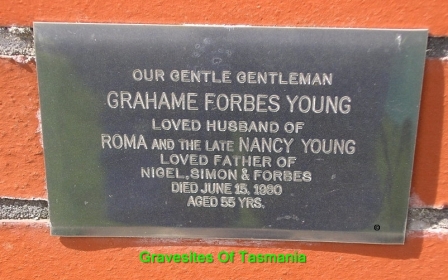 OUR GENTLE GENTLEMAN
GRAHAME FORBES YOUNG
LOVED HUSBAND OF
ROMA AND THE LATE NANCY YOUNG
LOVED FATHER OF
NIGEL, SIMON & FORBES
DIED JUNE 15, 1980
AGED 55 YRS.
Gravesites Of Tasmania